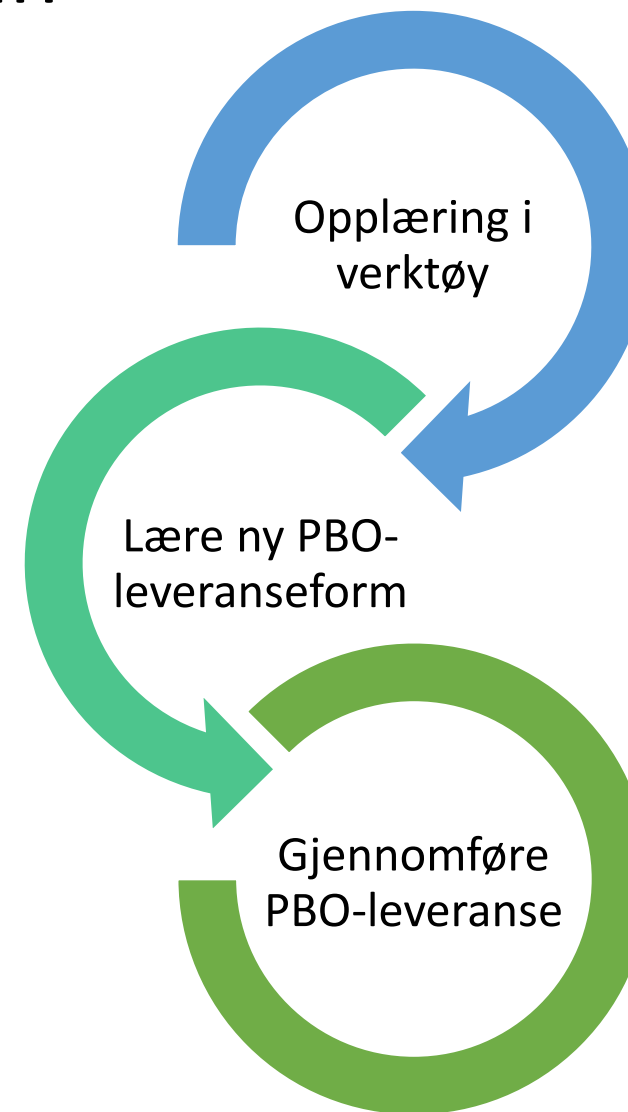 Opplæring i
verktøy
Lære ny PBO-
leveranseform
Gjennomføre
PBO-leveranse